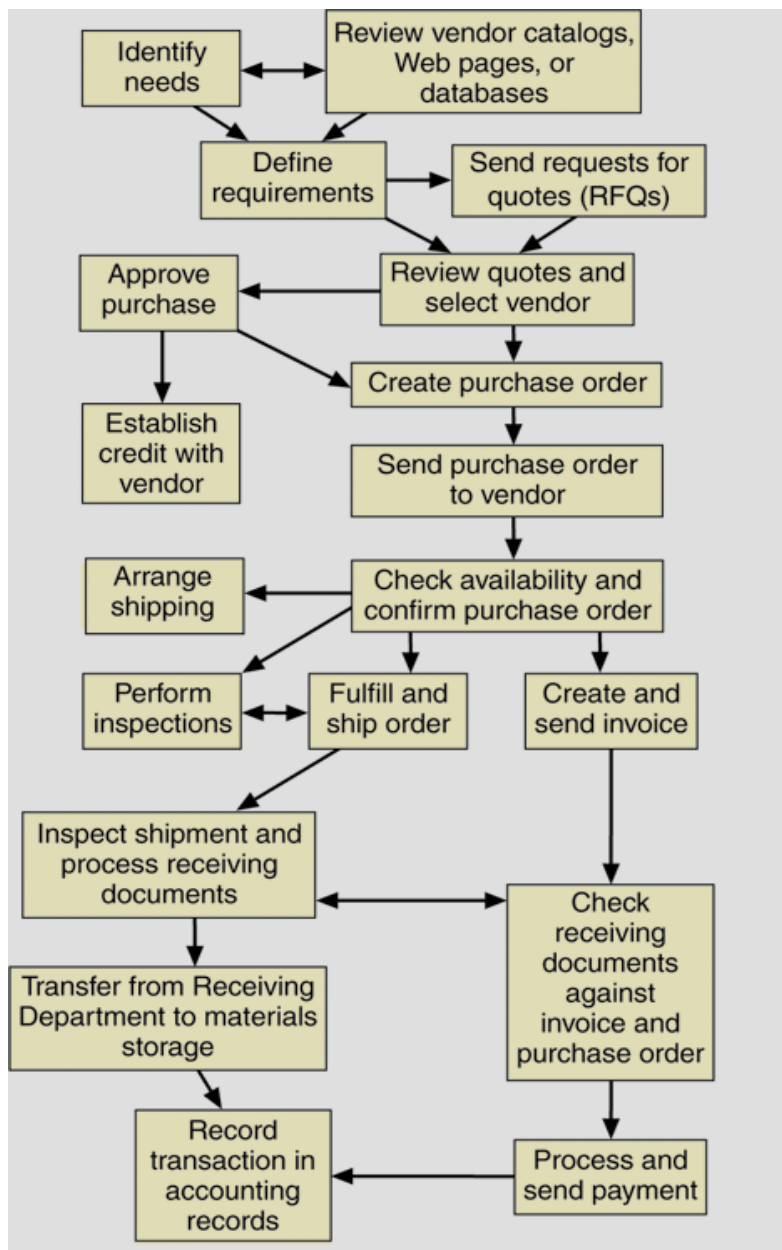 Identify
needs
Review vendor catalogs,
Web pages, or
databases
Define
requirements
Send requests for
quotes (RFQs)
Approve
purchase
Review quotes and
select vendor
Create purchase order
Establish
credit with
vendor
Send purchase order
to vendor
Arrange
shipping
Check availability and
confirm purchase order
Perform
inspections
Fulfill and
ship order
Create and
send invoice
Inspect shipment and
process receiving
documents
Check
receiving
documents
against
invoice and
purchase order
Transfer from Receiving
Department to materials
storage
Record
transaction in
accounting
records
Process and
send payment